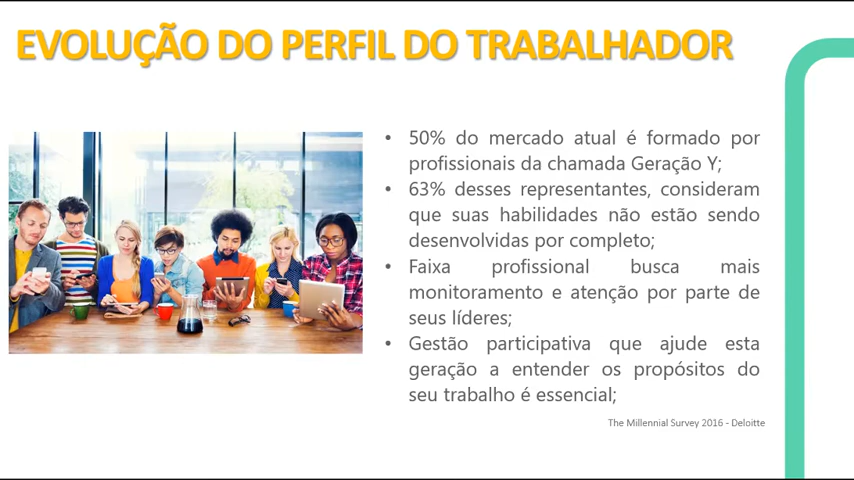 EVOLUÇÃO DO PERFIL DO TRABALHADOR
• 50% do mercado atual é formado por
profissionais da chamada Geração Y;
• 63% desses representantes, consideram
que suas habilidades não estão sendo
desenvolvidas por completo;
• Faixa profissional busca mais
monitoramento e atenção por parte de
seus líderes;
• Gestão participativa que ajude esta
geração a entender os propósitos do
seu trabalho é essencial;
The Millennial Survey 2016 - Deloitte